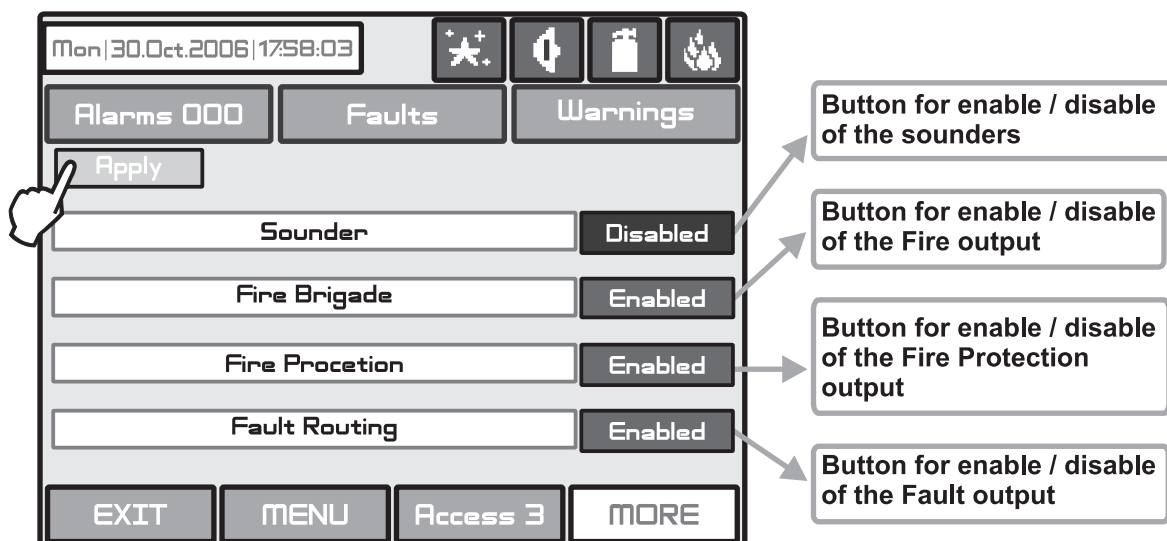 Mon|30.Oct.2006|17:58:03
Alarms 000
Faults
Warnings
Apply
Sounder
Disabled
Fire Brigade
Enabled
Fire Procetion
Enabled
Fault Routing
Enabled
EXIT
MENU
Access 3
MORE
Button for enable / disable
of the sounders
Button for enable / disable
of the Fire output
Button for enable / disable
of the Fire Protection
output
Button for enable / disable
of the Fault output